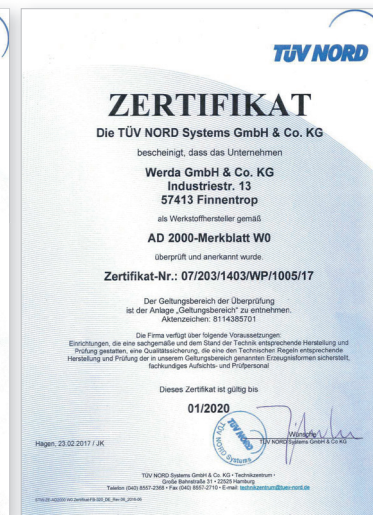 TÜV NORD
ZERTIFIKAT
Die TÜV NORD Systems GmbH & Co. KG
bescheinigt, dass das Unternehmen
Werda GmbH & Co. KG
Industriestr. 13
57413 Finnentrop
als Werkstoffhersteller gemäß
AD 2000-Merkblatt W0
überprüft und anerkannt wurde.
Zertifikat-Nr.: 07/203/1403/WP/1005/17
Der Geltungsbereich der Überprüfung
ist der Anlage „Geltungsbereich" zu entnehmen.
Aktenzeichen: 8114385701
Die Firma verfügt über folgende Voraussetzungen:
Einrichtungen, die eine sachgemäße und dem Stand der Technik entsprechende Herstellung und
Prüfung gestatten, eine Qualitätssicherung, die eine den Technischen Regeln entsprechende
Herstellung und Prüfung der in unserem Geltungsbereich genannten Erzeugnisformen sicherstellt,
fachkundiges Aufsichts- und Prüfpersonal
Dieses Zertifikat ist gültig bis
01/2020
TÜV NORD
Systems
Hagen, 23.02.2017 / JK
Wünsche
TÜV NORD Systems GmbH & Co KG
TÜV NORD Systems GmbH & Co. KG • Technikzentrum •
Große Bahnstraße 31 • 22525 Hamburg
Telefon (040) 8557-2368 • Fax (040) 8557-2710 • E-mail: technikzentrum@tuev-nord.de